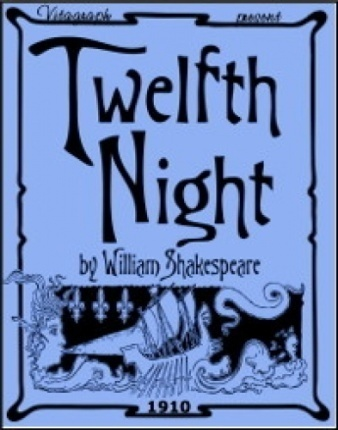 Vitagraph present
Twelfth
Night
by William Shakespeare
1910